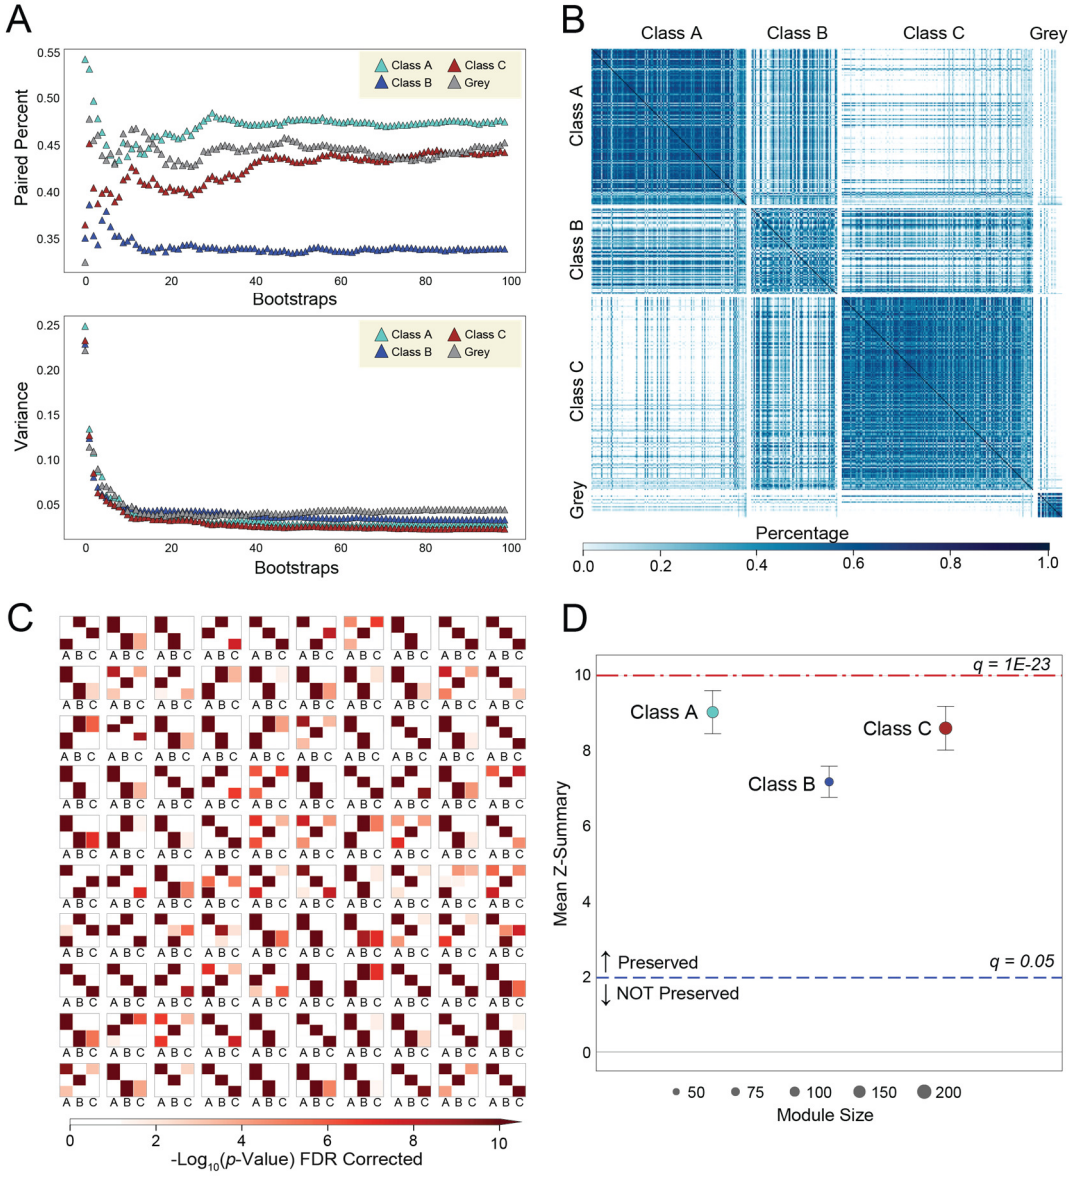 A
0.55
0.50
0.45
0.40
0.35
Paired Percent
Class A
Class C
Class B
Grey
0
20
40
60
80
100
Bootstraps
0.25
0.20
0.15
0.10
0.05
Variance
Class A
Class C
Class B
Grey
0
20
40
60
80
100
Bootstraps
B
Class A
Class B
Class C
Grey
Class A
Class B
Class C
Grey
Percentage
0.0
0.2
0.4
0.6
0.8
1.0
C
A B C A B C A B C A B C A B C A B C A B C A B C A B C A B C
A B C A B C A B C A B C A B C A B C A B C A B C A B C A B C
A B C A B C A B C A B C A B C A B C A B C A B C A B C A B C
A B C A B C A B C A B C A B C A B C A B C A B C A B C A B C
A B C A B C A B C A B C A B C A B C A B C A B C A B C A B C
A B C A B C A B C A B C A B C A B C A B C A B C A B C A B C
A B C A B C A B C A B C A B C A B C A B C A B C A B C A B C
A B C A B C A B C A B C A B C A B C A B C A B C A B C A B C
A B C A B C A B C A B C A B C A B C A B C A B C A B C A B C
A B C A B C A B C A B C A B C A B C A B C A B C A B C A B C
0
2
4
6
8
10
-Log10(p-Value) FDR Corrected
D
10
8
6
4
2
0
Mean Z-Summary
q = 1E-23
Class A
Class C
Class B
q = 0.05
↑ Preserved
↓ NOT Preserved
50
75
100
150
200
Module Size